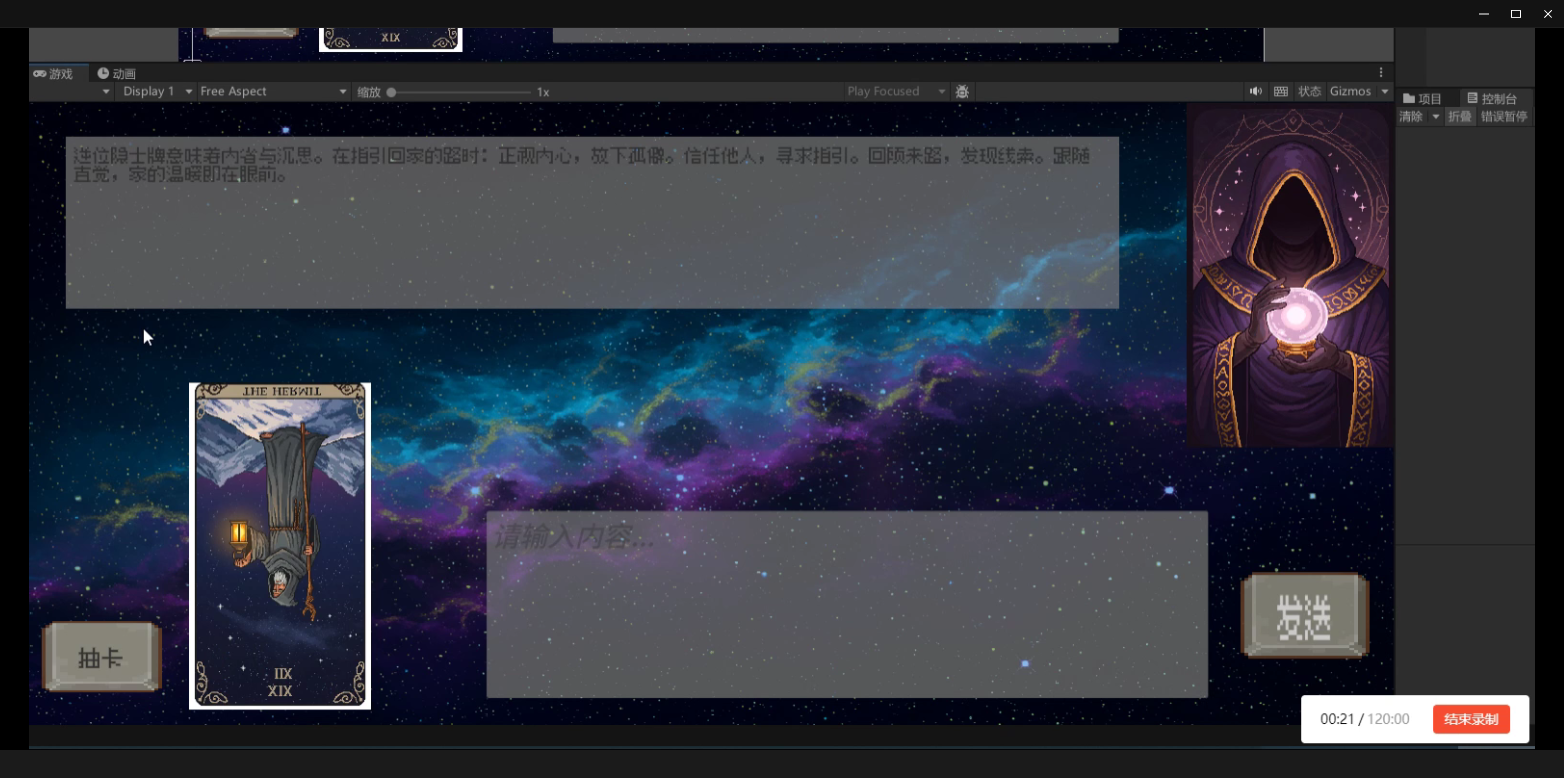 XIX
游戏
动画
Display 1
Free Aspect
缩放
1x
Play Focused
状态
Gizmos
项目
控制台
清除
折叠
错误暂停
逆位隐士牌意味着内省与沉思。在指引回家的路时：正视内心，放下孤僻。信任他人，寻求指引。回顾来路，发现线索。跟随
直觉，家的温暖即在眼前。
THE HERMIT
IIX
XIX
请输入内容...
抽卡
发送
00:21 / 120:00
结束录制